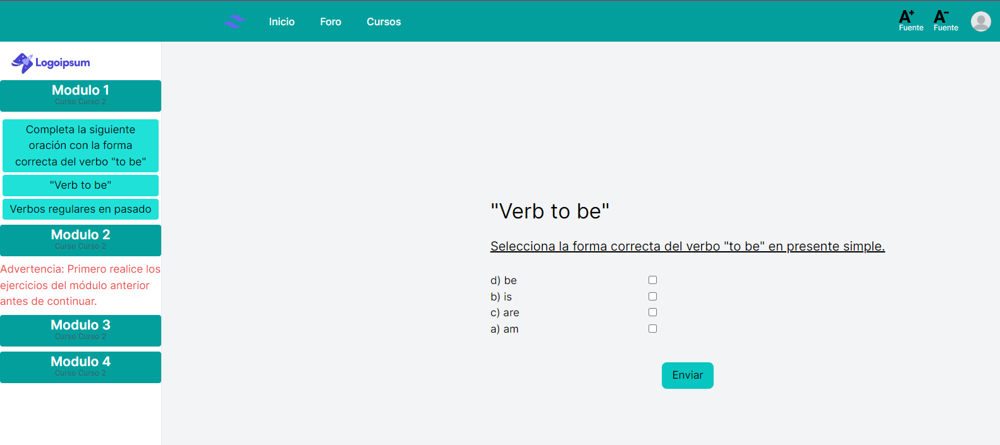 Inicio
Foro
Cursos
A+
Fuente
A-
Fuente
Logoipsum
Modulo 1
Curso Curso 2
Completa la siguiente
oración con la forma
correcta del verbo "to be"
"Verb to be"
Verbos regulares en pasado
Modulo 2
Curso Curso 2
Advertencia: Primero realice los
ejercicios del módulo anterior
antes de continuar.
Modulo 3
Curso Curso 2
Modulo 4
Curso Curso 2
"Verb to be"
Selecciona la forma correcta del verbo "to be" en presente simple.
d) be
b) is
c) are
a) am
Enviar